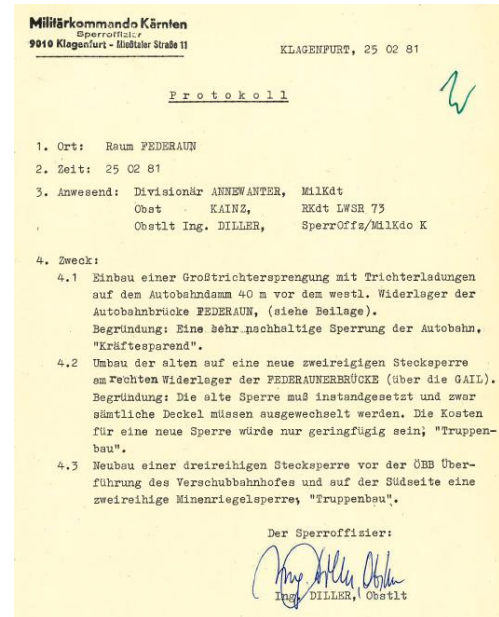 Militärkommando Kärnten
Sperroffizier
9010 Klagenfurt - Mießtaler Straße 11
KLAGENFURT, 25 02 81
Protokoll
1. Ort: Raum FEDERAUN
2. Zeit: 25 02 81
3. Anwesend: Divisionär ANNEWANTER, MilKdt
Obst KAINZ, RKdt LWSR 73
Obstlt Ing. DILLER, SperrOffz/MilKdo K
4. Zweck:
4.1 Einbau einer Großtrichtersprengung mit Trichterladungen
auf dem Autobahndamm 40 m vor dem westl. Widerlager der
Autobahnbrücke FEDERAUN, (siehe Beilage).
Begründung: Eine sehr nachhaltige Sperrung der Autobahn,
"Kräftesparend".
4.2 Umbau der alten auf eine neue zweireigigen Stecksperre
am rechten Widerlager der FEDERAUNERBRÜCKE (über die GAIL).
Begründung: Die alte Sperre muß instandgesetzt und zwar
sämtliche Deckel müssen ausgewechselt werden. Die Kosten
für eine neue Sperre würde nur geringfügig sein, "Truppen-
bau".
4.3 Neubau einer dreireihigen Stecksperre vor der ÖBB Über-
führung des Verschubbahnhofes und auf der Südseite eine
zweireihige Minenriegelsperre, "Truppenbau".
Der Sperroffizier:
Ing. DILLER, Obstlt